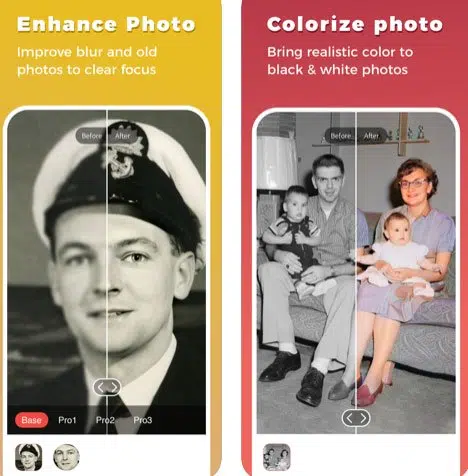 Enhance Photo
Improve blur and old
photos to clear focus
Before After
Base Pro1 Pro2 Pro3
Colorize photo
Bring realistic color to
black & white photos
Before After